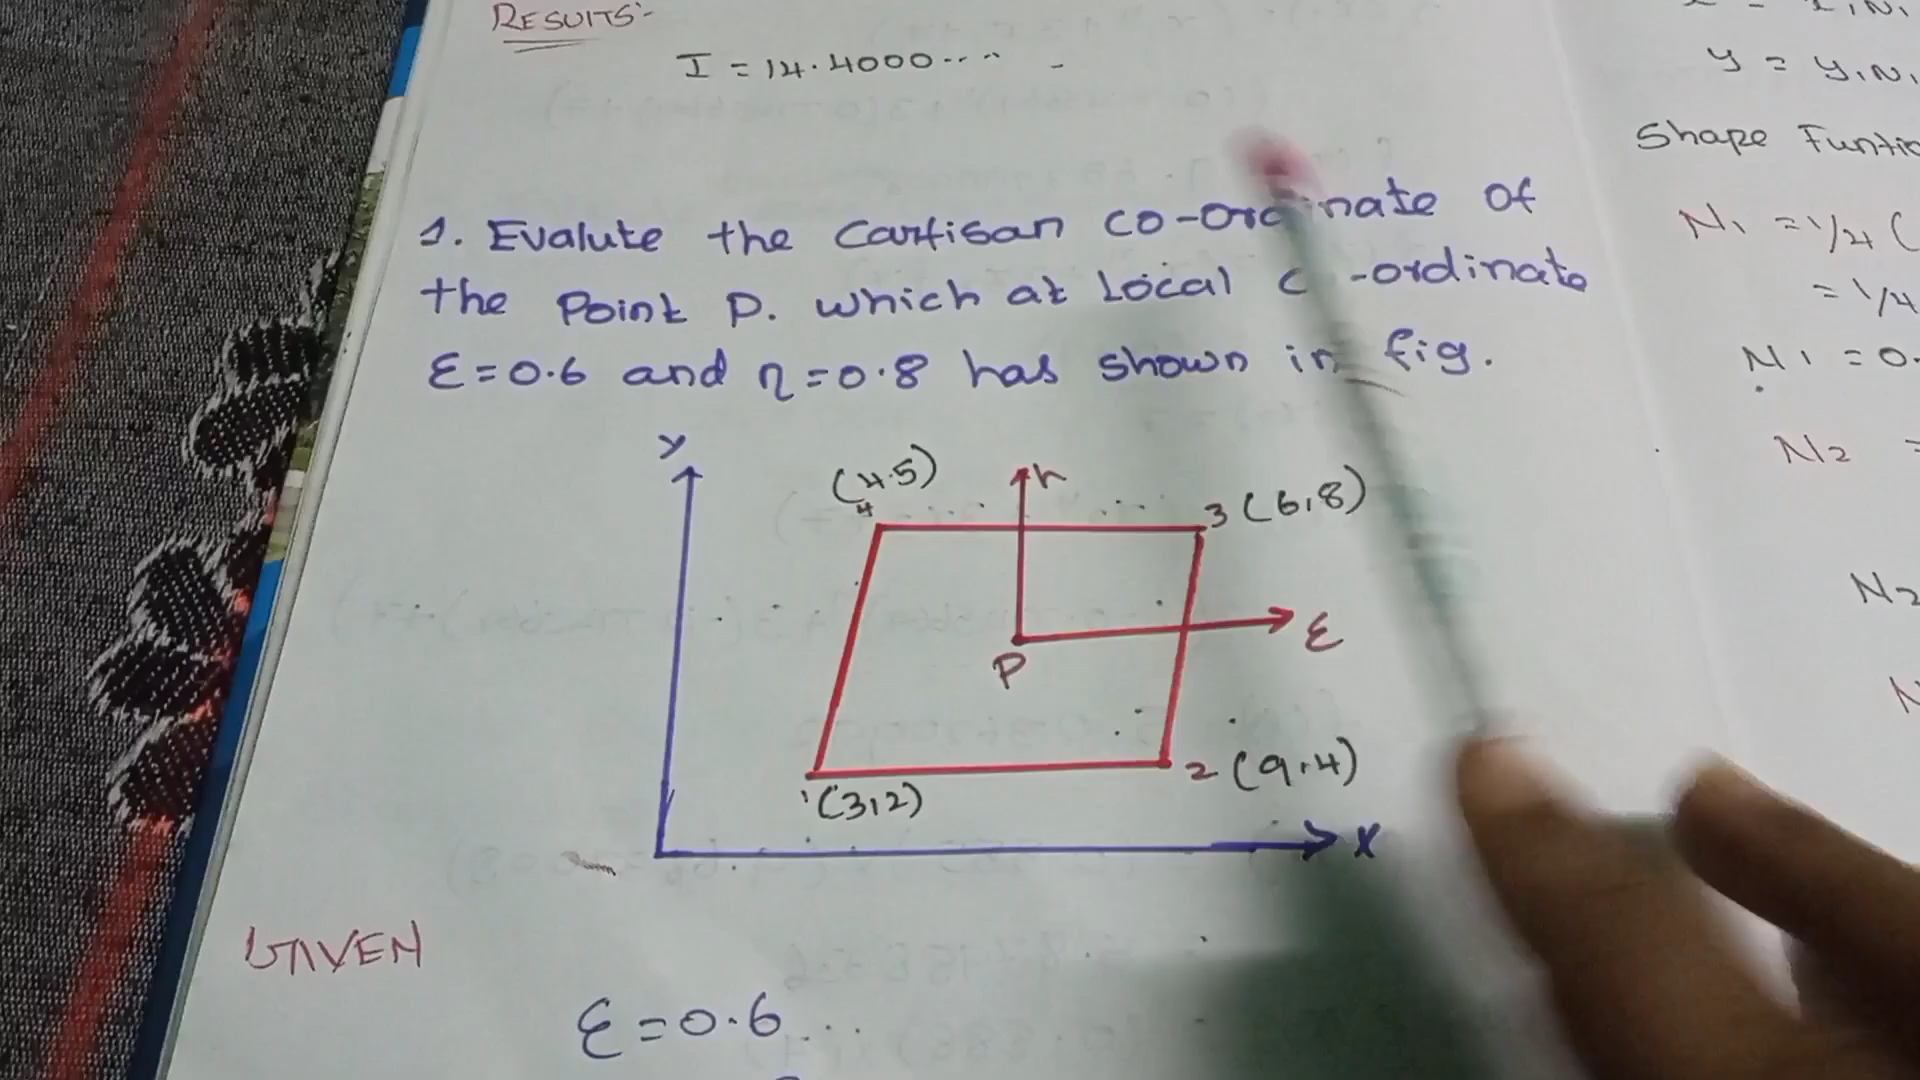 RESUITS:-
I = 14.4000....
1. Evalute the Cartisan co-ordinate of
the Point P. which at Local co-ordinate
ε=0.6 and η=0.8 has shown in fig.
y
(4.5)
4
η
3 (6,8)
ε
P
1(3,2)
2 (9,4)
X
GIVEN
ε=0.6
y = y1N1
Shape
N1 = 1/4 (
= 1/4
N1 = 0.
N2 =
N2